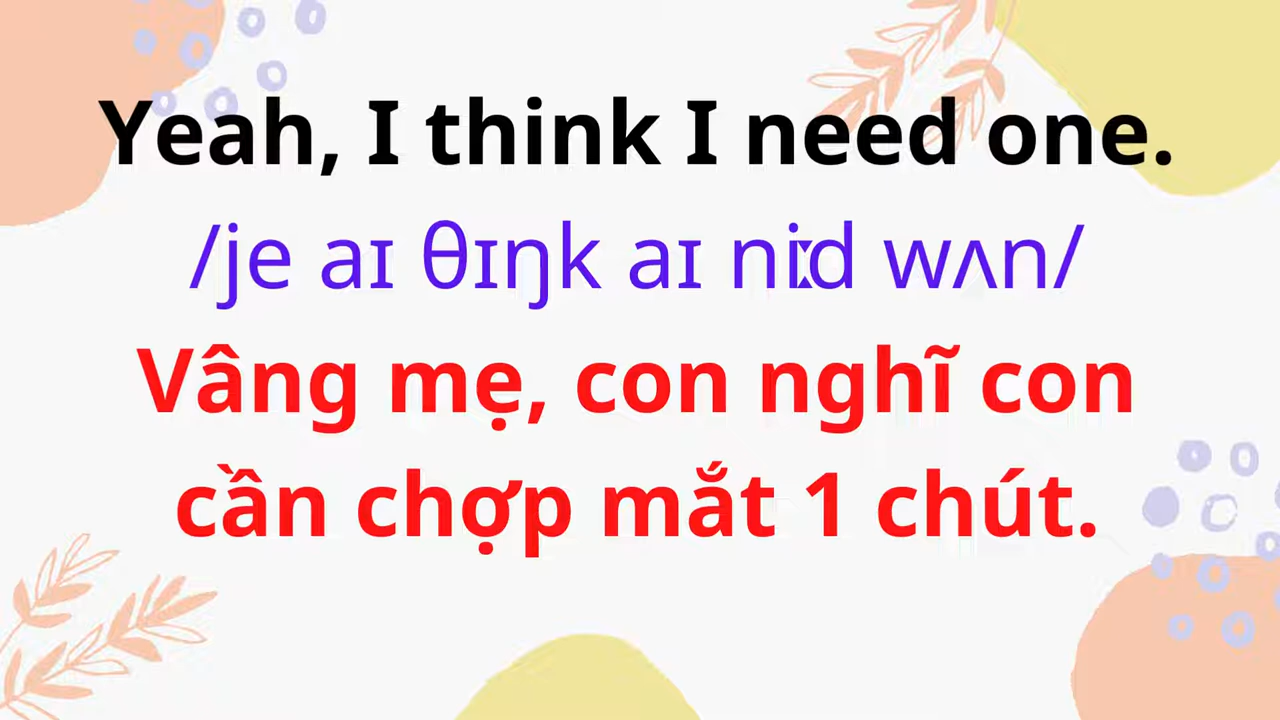 Yeah, I think I need one.
/je aɪ θɪŋk aɪ niːd wʌn/
Vâng mẹ, con nghĩ con
cần chợp mắt 1 chút.